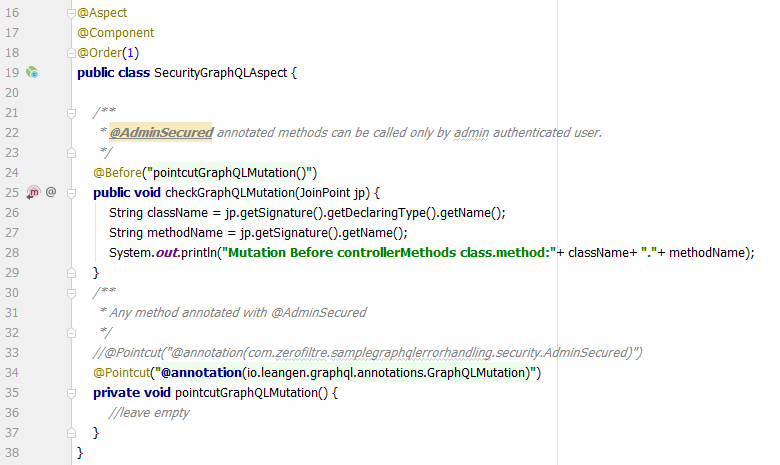 16 @Aspect
17 @Component
18 @Order(1)
19 public class SecurityGraphQLAspect {
20
21 /**
22 * @AdminSecured annotated methods can be called only by admin authenticated user.
23 */
24 @Before("pointcutGraphQLMutation()")
25 @ public void checkGraphQLMutation(JoinPoint jp) {
26 String className = jp.getSignature().getDeclaringType().getName();
27 String methodName = jp.getSignature().getName();
28 System.out.println("Mutation Before controllerMethods class.method:"+ className+ "."+ methodName);
29 }
30 /**
31 * Any method annotated with @AdminSecured
32 */
33 //@Pointcut("@annotation(com.zerofiltre.samplegraphqlerrorhandling.security.AdminSecured)")
34 @Pointcut("@annotation(io.leangen.graphql.annotations.GraphQLMutation)")
35 private void pointcutGraphQLMutation() {
36 //leave empty
37 }
38 }